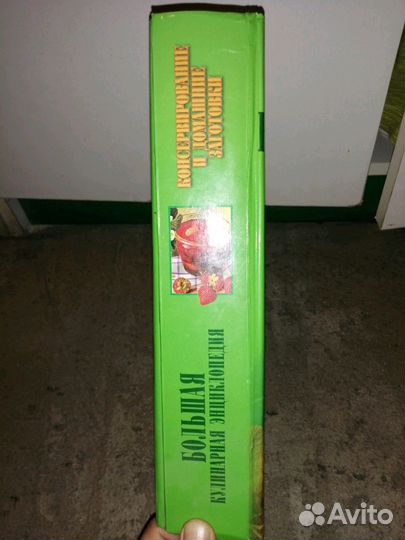 БОЛЬШАЯ
КУЛИНАРНАЯ ЭНЦИКЛОПЕДИЯ
КОНСЕРВИРОВАНИЕ
И ДОМАШНИЕ
ЗАГОТОВКИ
Avito